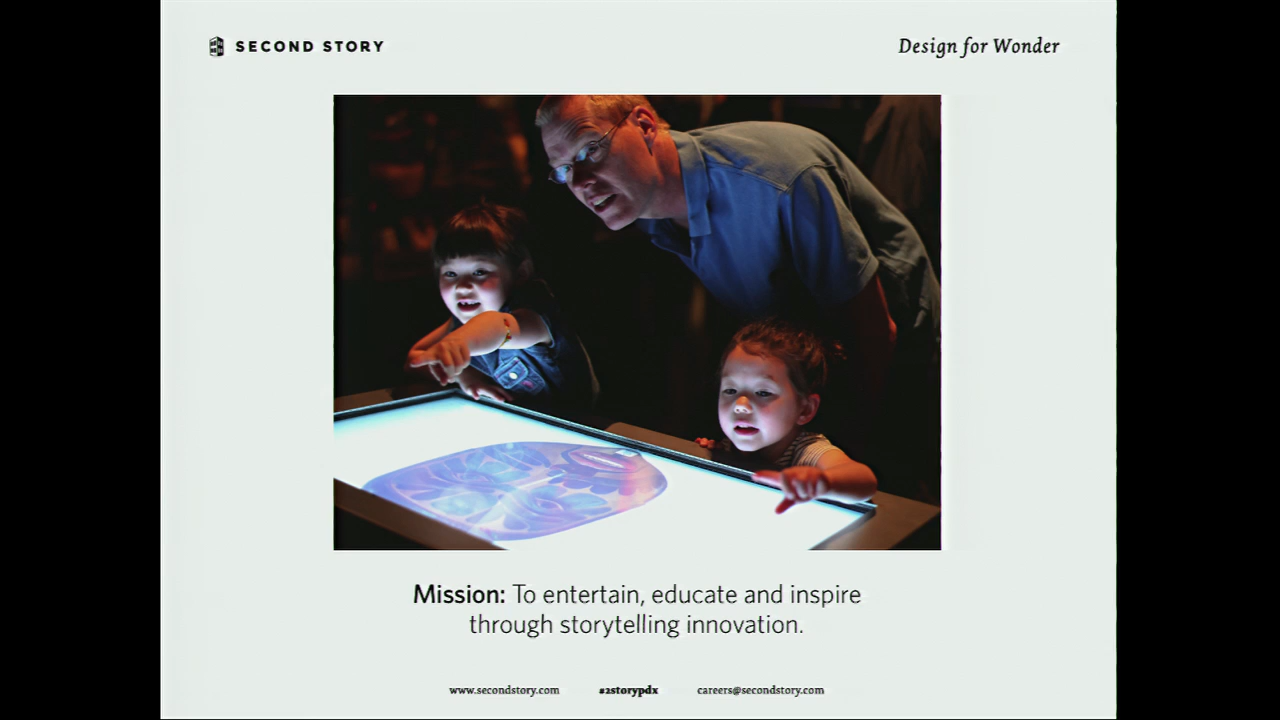 SECOND STORY
Design for Wonder
Mission: To entertain, educate and inspire
through storytelling innovation.
www.secondstory.com
#2storypdx
careers@secondstory.com